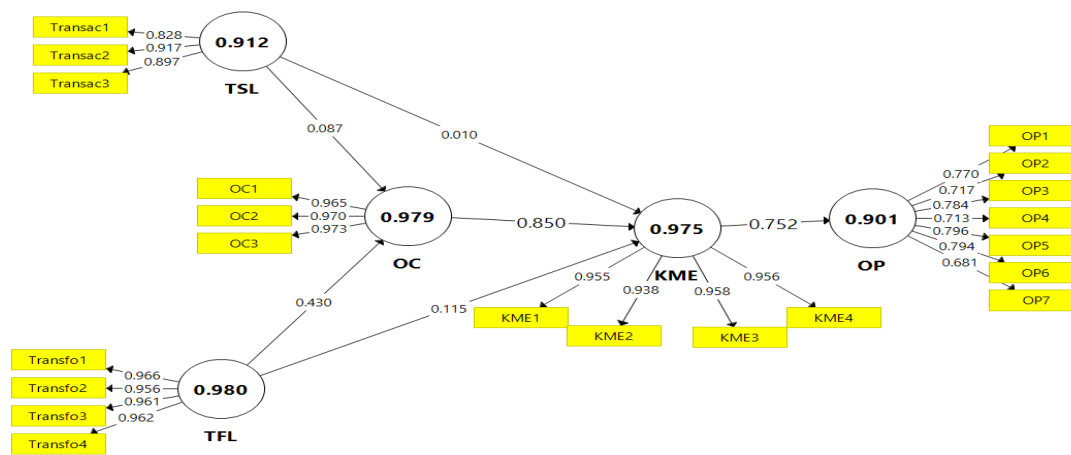 Transac1
0.828
0.912
Transac2
0.917
Transac3
0.897
TSL
0.087
0.010
OP1
OC1
0.965
OC2
0.970
OC3
0.973
0.979
OC
0.850
0.975
KME
0.752
0.901
OP
0.770
OP2
0.717
OP3
0.784
OP4
0.713
OP5
0.796
OP6
0.794
OP7
0.681
0.955
0.938
0.958
0.956
KME1
KME2
KME3
KME4
0.430
0.115
Transfo1
0.966
Transfo2
0.956
Transfo3
0.961
Transfo4
0.962
0.980
TFL